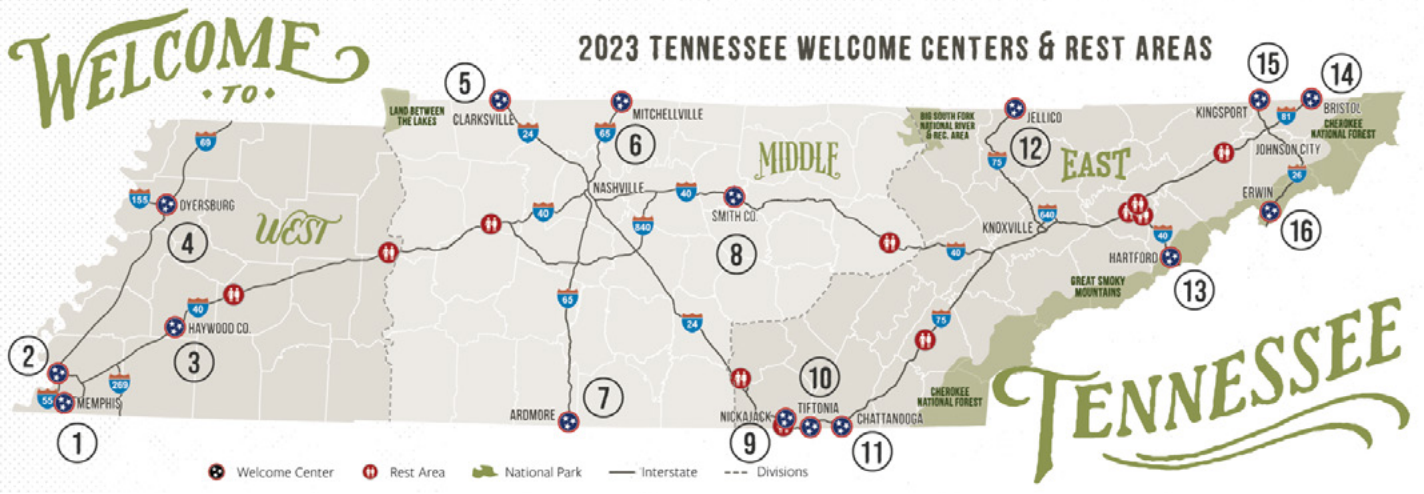 WELCOME
TO
2023 TENNESSEE WELCOME CENTERS & REST AREAS
5
15
14
LAND BETWEEN
THE LAKES
CLARKSVILLE
24
65
MITCHELLVILLE
6
BIG SOUTH FORK
NATIONAL RIVER
& REC. AREA
JELLICO
12
75
KINGSPORT
81
BRISTOL
CHEROKEE
NATIONAL FOREST
69
MIDDLE
EAST
JOHNSON CITY
26
ERWIN
16
155
DYERSBURG
4
WEST
NASHVILLE
40
40
840
SMITH CO.
8
KNOXVILLE
640
40
40
HARTFORD
13
GREAT SMOKY
MOUNTAINS
40
HAYWOOD CO.
3
65
24
75
2
55
MEMPHIS
269
1
ARDMORE
7
10
NICKAJACK
TIFTONIA
9
CHATTANOOGA
11
CHEROKEE
NATIONAL FOREST
TENNESSEE
Welcome Center
Rest Area
National Park
Interstate
Divisions